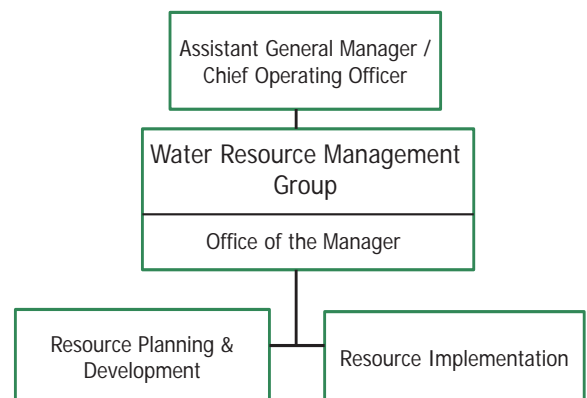 Assistant General Manager /
Chief Operating Officer
Water Resource Management
Group
Office of the Manager
Resource Planning &
Development
Resource Implementation